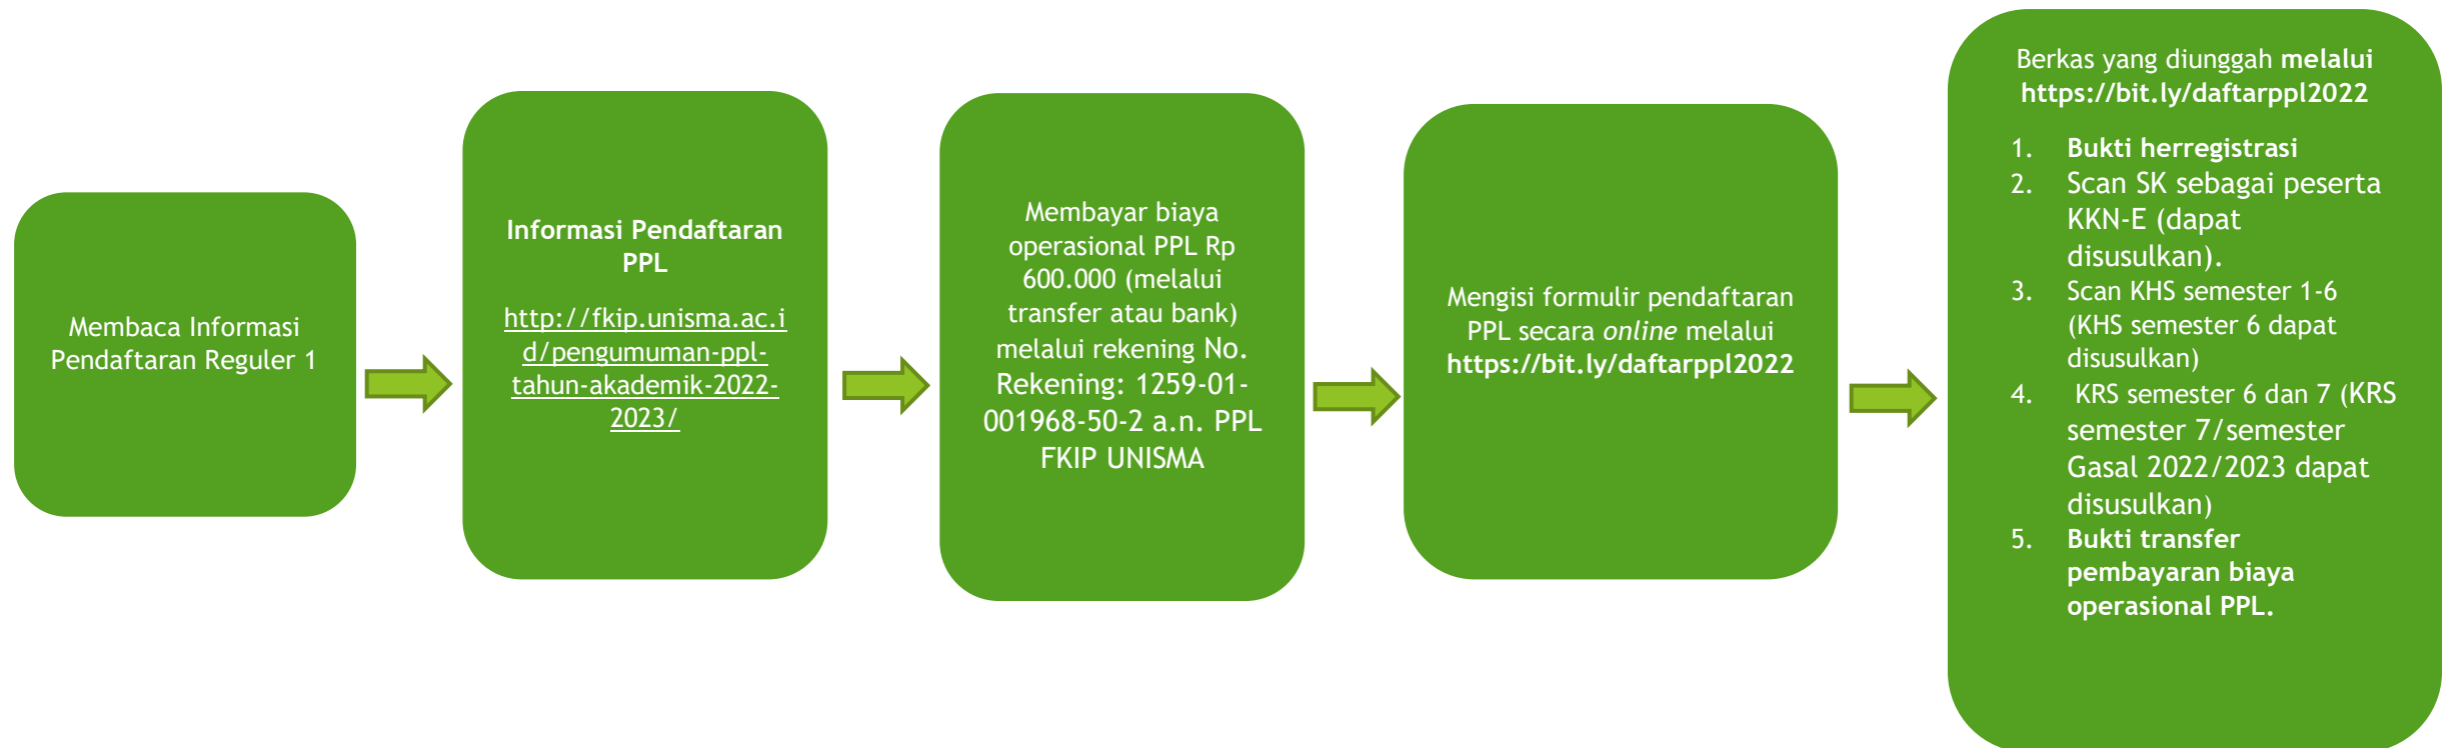 Membaca Informasi
Pendaftaran Reguler 1
Informasi Pendaftaran
PPL
http://fkip.unisma.ac.i
d/pengumuman-ppl-
tahun-akademik-2022-
2023/
Membayar biaya
operasional PPL Rp
600.000 (melalui
transfer atau bank)
melalui rekening No.
Rekening: 1259-01-
001968-50-2 a.n. PPL
FKIP UNISMA
Mengisi formulir pendaftaran
PPL secara online melalui
https://bit.ly/daftarppl2022
Berkas yang diunggah melalui
https://bit.ly/daftarppl2022
1. Bukti herregistrasi
2. Scan SK sebagai peserta
KKN-E (dapat
disusulkan).
3. Scan KHS semester 1-6
(KHS semester 6 dapat
disusulkan)
4. KRS semester 6 dan 7 (KRS
semester 7/semester
Gasal 2022/2023 dapat
disusulkan)
5. Bukti transfer
pembayaran biaya
operasional PPL.